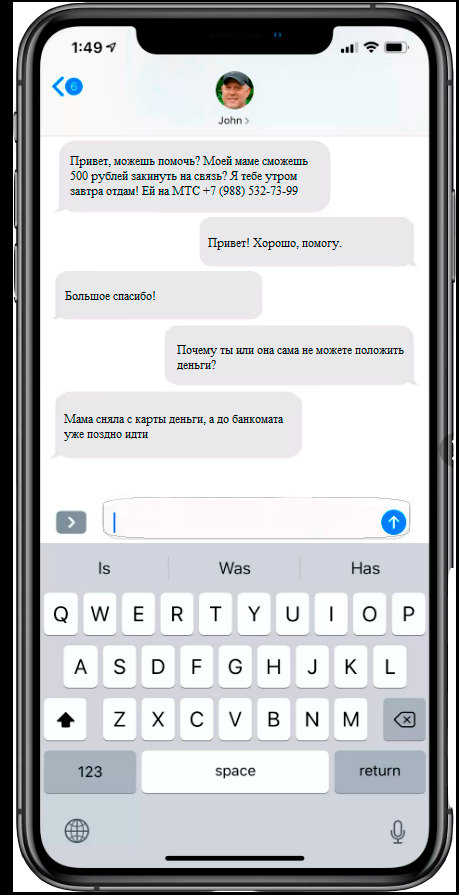 1:49
6
John >
Привет, можешь помочь? Моей маме сможешь
500 рублей закинуть на связь? Я тебе утром
завтра отдам! Ей на МТС +7 (988) 532-73-99
Привет! Хорошо, помогу.
Большое спасибо!
Почему ты или она сама не можете положить
деньги?
Мама сняла с карты деньги, а до банкомата
уже поздно идти
Is Was Has
Q W E R T Y U I O P
A S D F G H J K L
Z X C V B N M
123 space return